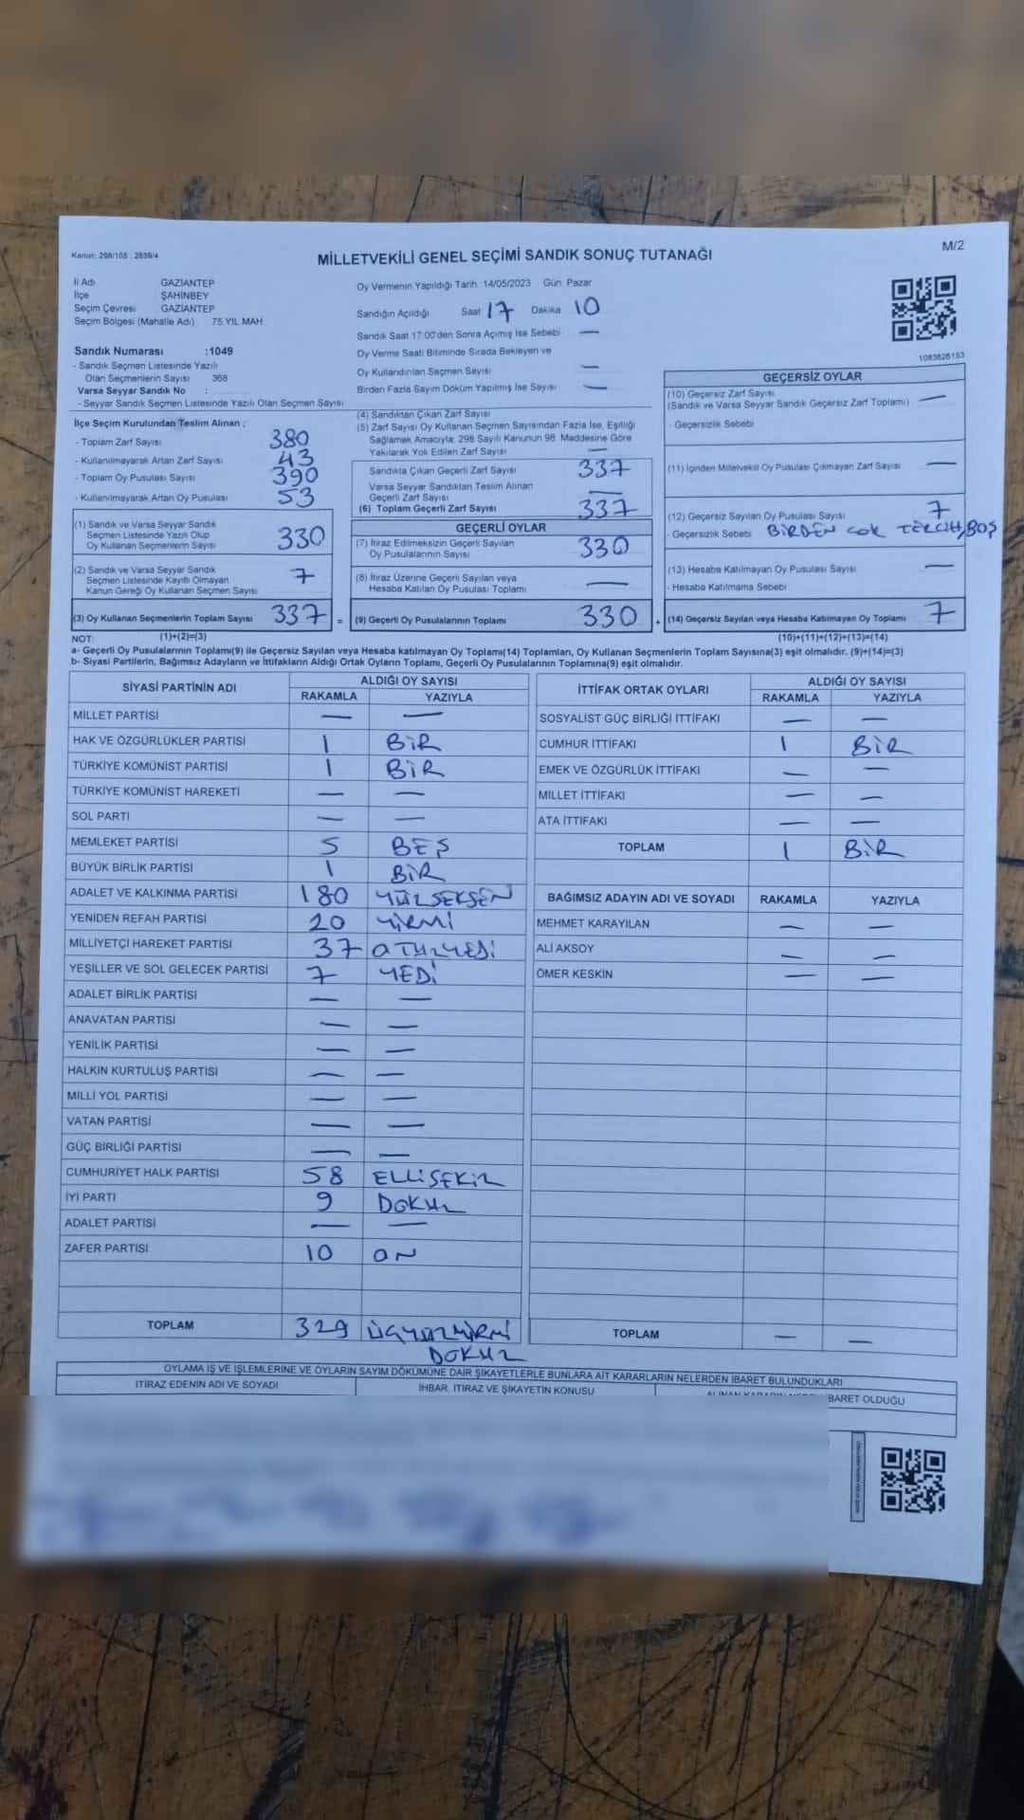 Kanun: 298/105 , 2839/4
M/2
MİLLETVEKİLİ GENEL SEÇİMİ SANDIK SONUÇ TUTANAĞI
İl Adı GAZİANTEP
İlçe ŞAHİNBEY
Seçim Çevresi GAZİANTEP
Seçim Bölgesi (Mahalle Adı) 75.YIL MAH.
Sandık Numarası :1049
- Sandık Seçmen Listesinde Yazılı
Olan Seçmenlerin Sayısı 368
Varsa Seyyar Sandık No :
- Seyyar Sandık Seçmen Listesinde Yazılı Olan Seçmen Sayısı
Oy Vermenin Yapıldığı Tarih 14/05/2023 Gün Pazar
Sandığın Açıldığı Saat 17 Dakika 10
Sandık Saat 17:00'den Sonra Açılmış İse Sebebi —
Oy Verme Saati Bitiminde Sırada Bekleyen ve
Oy Kullandırılan Seçmen Sayısı —
Birden Fazla Sayım Döküm Yapılmış İse Sayısı —
1083626153
İlçe Seçim Kurulundan Teslim Alınan ;
- Toplam Zarf Sayısı 380
- Kullanılmayarak Artan Zarf Sayısı 43
- Toplam Oy Pusulası Sayısı 390
- Kullanılmayarak Artan Oy Pusulası 53
(1) Sandık ve Varsa Seyyar Sandık
Seçmen Listesinde Yazılı Olup
Oy Kullanan Seçmenlerin Sayısı 330
(2) Sandık ve Varsa Seyyar Sandık
Seçmen Listesinde Kayıtlı Olmayan
Kanun Gereği Oy Kullanan Seçmen Sayısı 7
(3) Oy Kullanan Seçmenlerin Toplam Sayısı 337 =
(1)+(2)=(3)
(4) Sandıktan Çıkan Zarf Sayısı
(5) Zarf Sayısı Oy Kullanan Seçmen Sayısından Fazla İse, Eşitliği
Sağlamak Amacıyla; 298 Sayılı Kanunun 98. Maddesine Göre
Yakılarak Yok Edilen Zarf Sayısı —
Sandıkta Çıkan Geçerli Zarf Sayısı 337
Varsa Seyyar Sandıktan Teslim Alınan
Geçerli Zarf Sayısı —
(6) Toplam Geçerli Zarf Sayısı 337
GEÇERLİ OYLAR
(7) İtiraz Edilmeksizin Geçerli Sayılan
Oy Pusulalarının Sayısı 330
(8) İtiraz Üzerine Geçerli Sayılan veya
Hesaba Katılan Oy Pusulası Toplamı —
(9) Geçerli Oy Pusulalarının Toplamı 330 +
GEÇERSİZ OYLAR
(10) Geçersiz Zarf Sayısı —
(Sandık ve Varsa Seyyar Sandık Geçersiz Zarf Toplamı)
- Geçersizlik Sebebi
(11) İçinden Milletvekili Oy Pusulası Çıkmayan Zarf Sayısı —
(12) Geçersiz Sayılan Oy Pusulası Sayısı 7
- Geçersizlik Sebebi BİRDEN ÇOK TERCİH,BOŞ
(13) Hesaba Katılmayan Oy Pusulası Sayısı —
- Hesaba Katılmama Sebebi
(14) Geçersiz Sayılan veya Hesaba Katılmayan Oy Toplamı 7
(10)+(11)+(12)+(13)=(14)
NOT:
a- Geçerli Oy Pusulalarının Toplamı(9) ile Geçersiz Sayılan veya Hesaba katılmayan Oy Toplamı(14) Toplamları, Oy Kullanan Seçmenlerin Toplam Sayısına(3) eşit olmalıdır. (9)+(14)=(3)
b- Siyasi Partilerin, Bağımsız Adayların ve İttifakların Aldığı Ortak Oyların Toplamı, Geçerli Oy Pusulalarının Toplamına(9) eşit olmalıdır.
SİYASİ PARTİNİN ADI ALDIĞI OY SAYISI
RAKAMLA YAZIYLA
MİLLET PARTİSİ — —
HAK VE ÖZGÜRLÜKLER PARTİSİ 1 BİR
TÜRKİYE KOMÜNİST PARTİSİ 1 BİR
TÜRKİYE KOMÜNİST HAREKETİ — —
SOL PARTİ — —
MEMLEKET PARTİSİ 5 BEŞ
BÜYÜK BİRLİK PARTİSİ 1 BİR
ADALET VE KALKINMA PARTİSİ 180 YÜZSEKSEN
YENİDEN REFAH PARTİSİ 20 YİRMİ
MİLLİYETÇİ HAREKET PARTİSİ 37 OTUZYEDİ
YEŞİLLER VE SOL GELECEK PARTİSİ 7 YEDİ
ADALET BİRLİK PARTİSİ — —
ANAVATAN PARTİSİ — —
YENİLİK PARTİSİ — —
HALKIN KURTULUŞ PARTİSİ — —
MİLLİ YOL PARTİSİ — —
VATAN PARTİSİ — —
GÜÇ BİRLİĞİ PARTİSİ — —
CUMHURİYET HALK PARTİSİ 58 ELLİSEKİZ
İYİ PARTİ 9 DOKUZ
ADALET PARTİSİ — —
ZAFER PARTİSİ 10 ON
TOPLAM 329 ÜÇYÜZYİRMİ
DOKUZ
İTTİFAK ORTAK OYLARI ALDIĞI OY SAYISI
RAKAMLA YAZIYLA
SOSYALİST GÜÇ BİRLİĞİ İTTİFAKI — —
CUMHUR İTTİFAKI 1 BİR
EMEK VE ÖZGÜRLÜK İTTİFAKI — —
MİLLET İTTİFAKI — —
ATA İTTİFAKI — —
TOPLAM 1 BİR
BAĞIMSIZ ADAYIN ADI VE SOYADI RAKAMLA YAZIYLA
MEHMET KARAYILAN — —
ALİ AKSOY — —
ÖMER KESKİN — —
TOPLAM — —
OYLAMA İŞ VE İŞLEMLERİNE VE OYLARIN SAYIM DÖKÜMÜNE DAİR ŞİKAYETLERLE BUNLARA AİT KARARLARIN NELERDEN İBARET BULUNDUKLARI
İTİRAZ EDENİN ADI VE SOYADI İHBAR, İTİRAZ VE ŞİKAYETİN KONUSU İBARET OLDUĞU